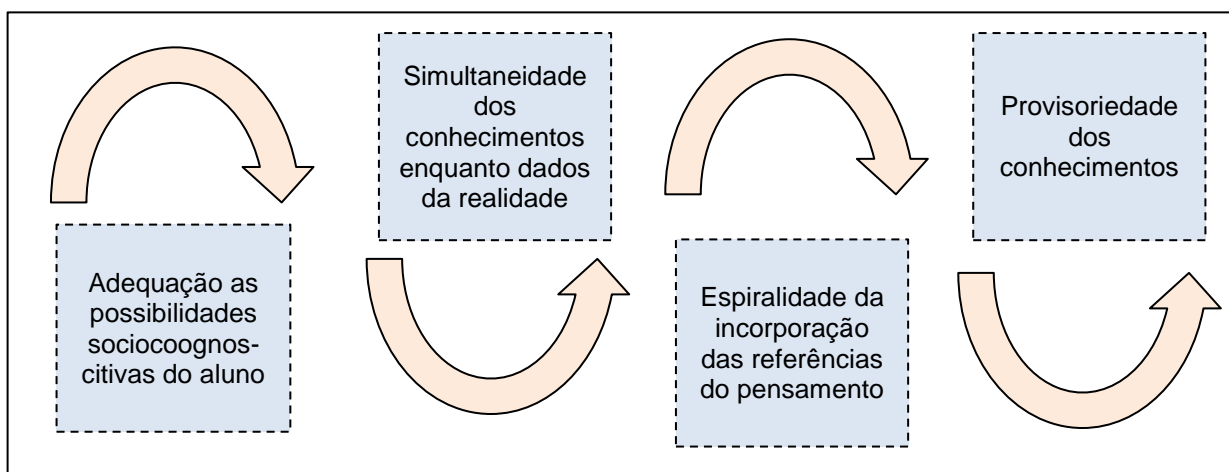 Adequação as
possibilidades
sociocoognos-
citivas do aluno
Simultaneidade
dos
conhecimentos
enquanto dados
da realidade
Espiralidade da
incorporação
das referências
do pensamento
Provisoriedade
dos
conhecimentos